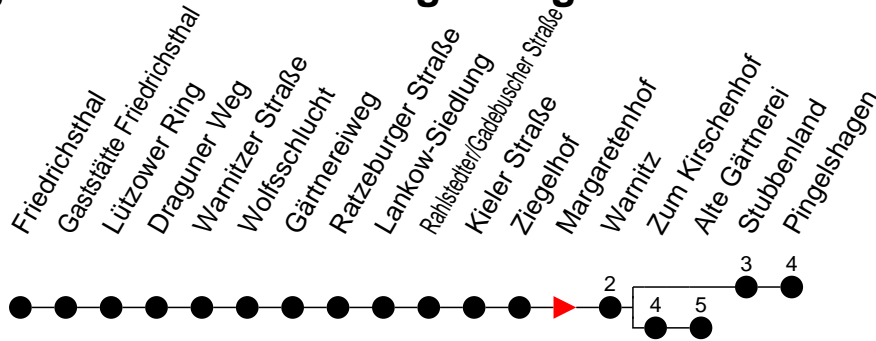 Friedrichsthal
Gaststätte Friedrichsthal
Lützower Ring
Draguner Weg
Warnitzer Straße
Wolfsschlucht
Gärtnereiweg
Ratzeburger Straße
Lankow-Siedlung
Rahlstedter/Gadebuscher Straße
Kieler Straße
Ziegelhof
Margaretenhof
Warnitz
Zum Kirschenhof
Alte Gärtnerei
Stubbenland
Pingelshagen
3 4
2
4 5